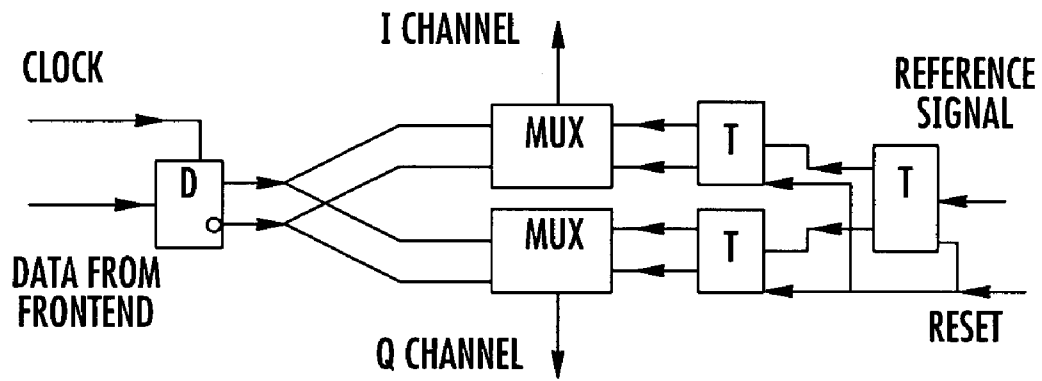 I CHANNEL
CLOCK
REFERENCE
SIGNAL
MUX
T
D
T
MUX
T
DATA FROM
FRONTEND
RESET
Q CHANNEL